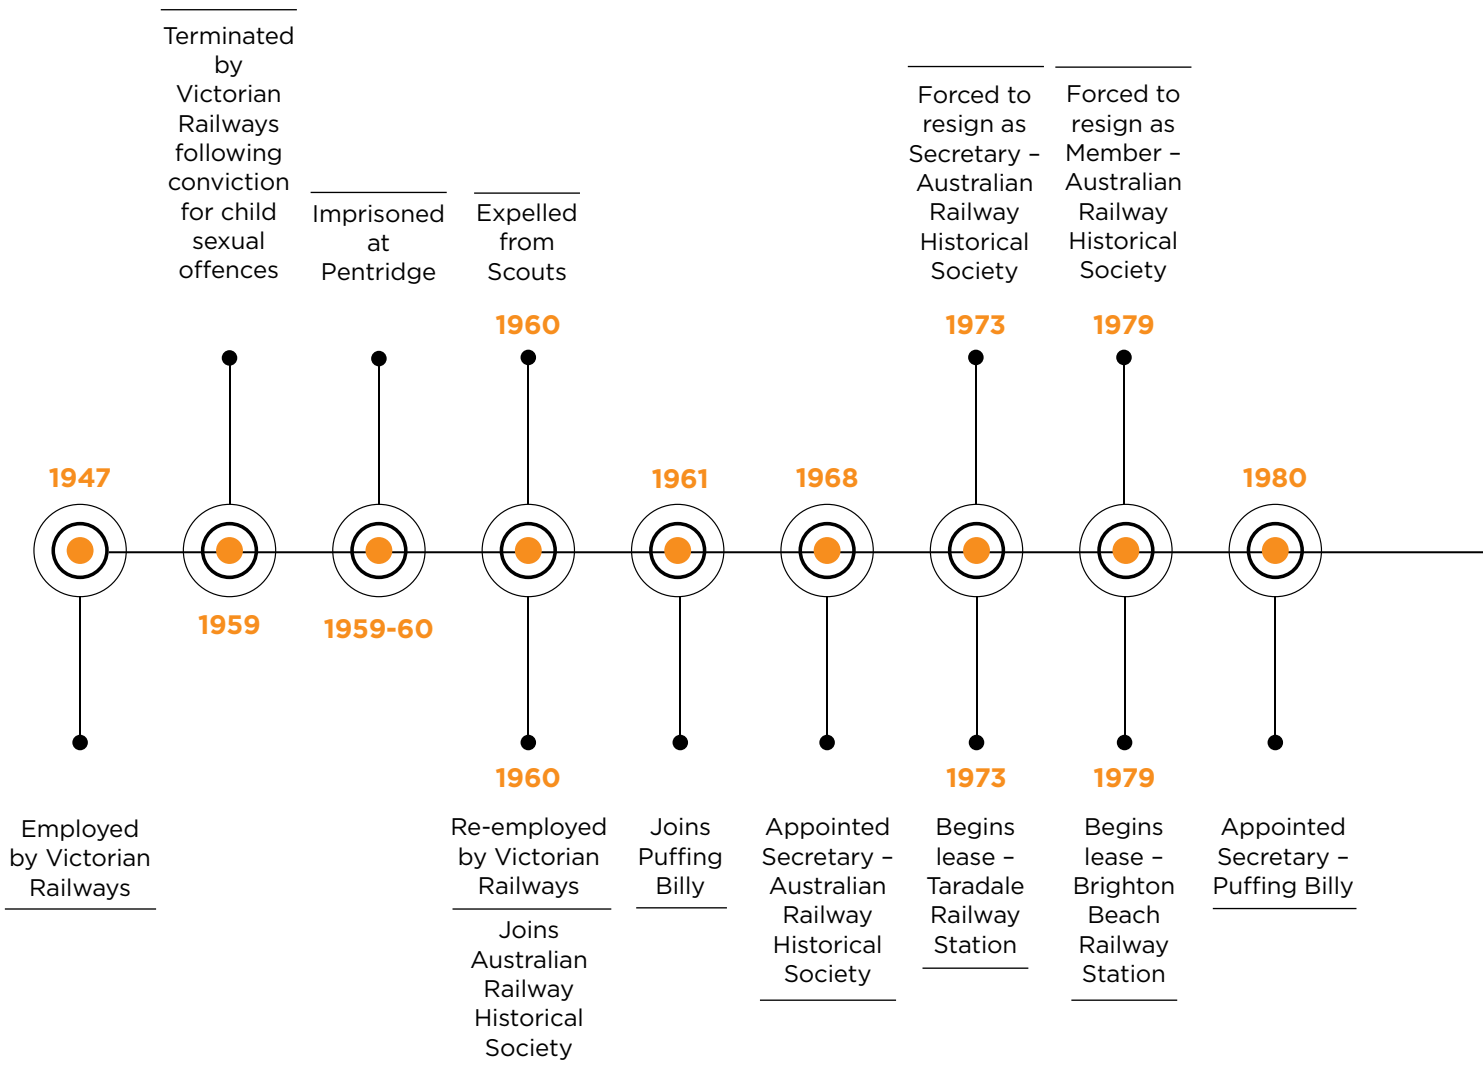 Terminated
by
Victorian
Railways
following
conviction
for child
sexual
offences
Imprisoned
at
Pentridge
Expelled
from
Scouts
1960
Forced to
resign as
Secretary –
Australian
Railway
Historical
Society
1973
Forced to
resign as
Member –
Australian
Railway
Historical
Society
1979
1947
1961
1968
1980
1959
1959-60
Employed
by Victorian
Railways
1960
Re-employed
by Victorian
Railways
Joins
Australian
Railway
Historical
Society
Joins
Puffing
Billy
Appointed
Secretary –
Australian
Railway
Historical
Society
1973
Begins
lease –
Taradale
Railway
Station
1979
Begins
lease –
Brighton
Beach
Railway
Station
Appointed
Secretary –
Puffing Billy